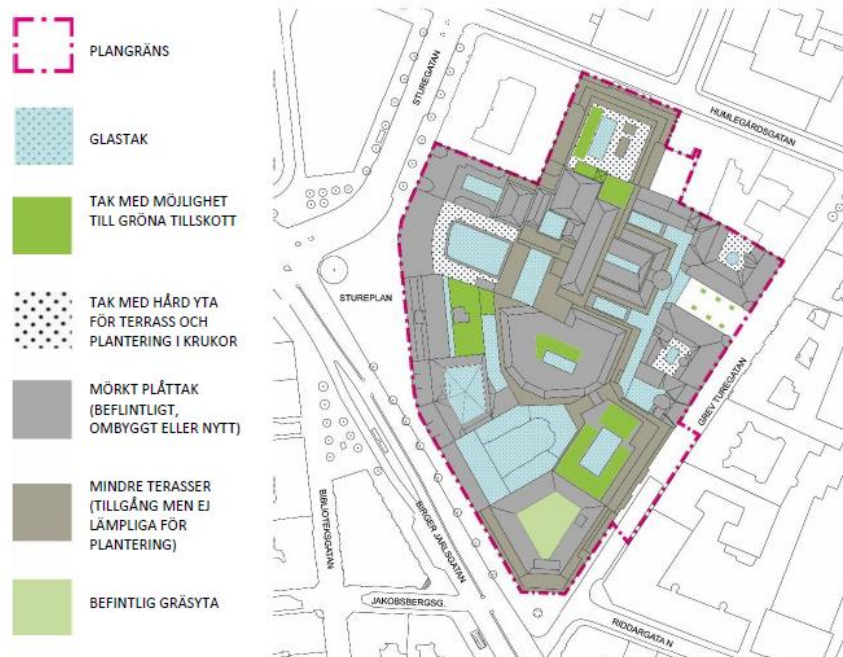 PLANGRÄNS
GLASTAK
TAK MED MÖJLIGHET
TILL GRÖNA TILLSKOTT
TAK MED HÅRD YTA
FÖR TERRASS OCH
PLANTERING I KRUKOR
MÖRKT PLÅTTAK
(BEFLINTLIGT,
OMBYGGT ELLER NYTT)
MINDRE TERASSER
(TILLGÅNG MEN EJ
LÄMPLIGA FÖR
PLANTERING)
BEFINTLIG GRÄSYTA
STUREGATAN
HUMLEGÅRDSGATAN
STUREPLAN
GREV TUREGATAN
BIBLIOTEKSGATAN
BIRGER JARLSGATAN
JAKOBSBERGSG.
RIDDARGATAN